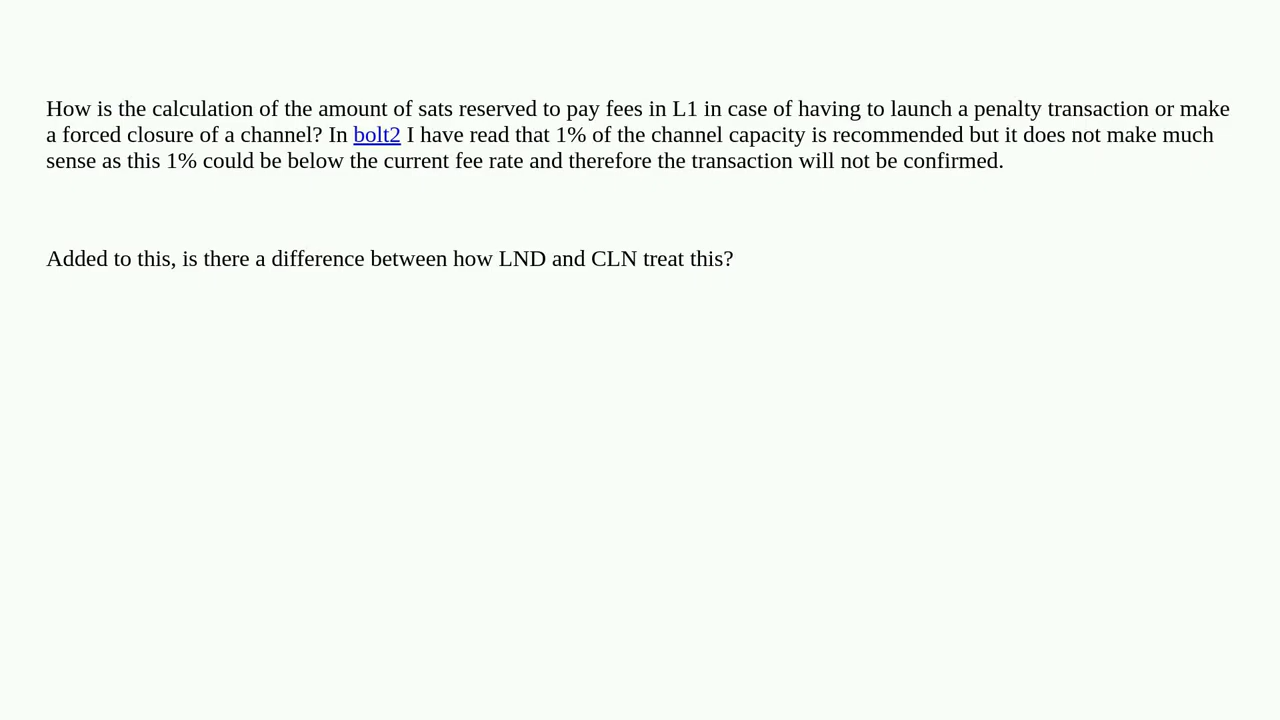 How is the calculation of the amount of sats reserved to pay fees in L1 in case of having to launch a penalty transaction or make
a forced closure of a channel? In bolt2 I have read that 1% of the channel capacity is recommended but it does not make much
sense as this 1% could be below the current fee rate and therefore the transaction will not be confirmed.
Added to this, is there a difference between how LND and CLN treat this?